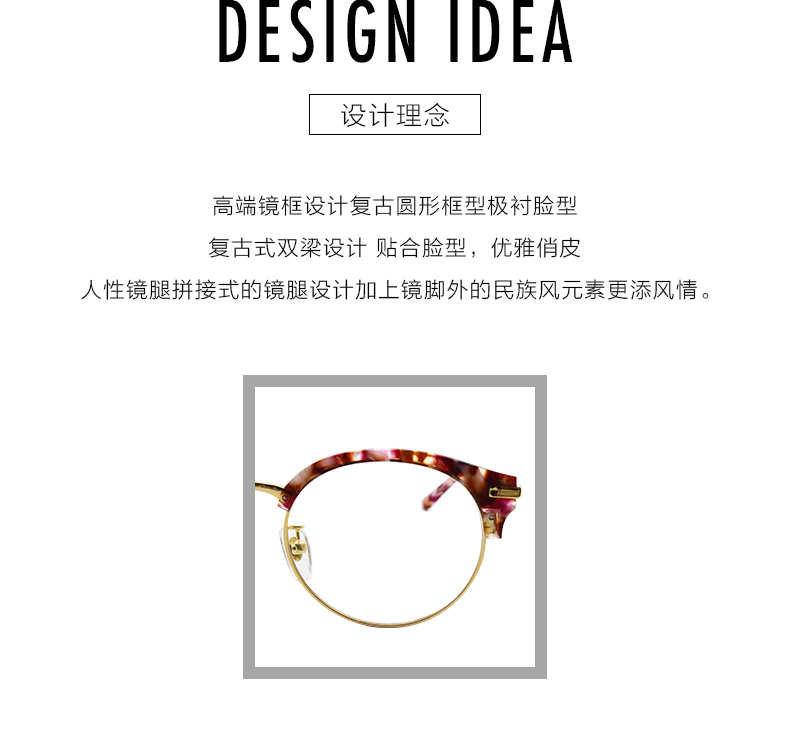 DESIGN IDEA
设计理念
高端镜框设计复古圆形框型极衬脸型
复古式双梁设计 贴合脸型，优雅俏皮
人性镜腿拼接式的镜腿设计加上镜脚外的民族风元素更添风情。